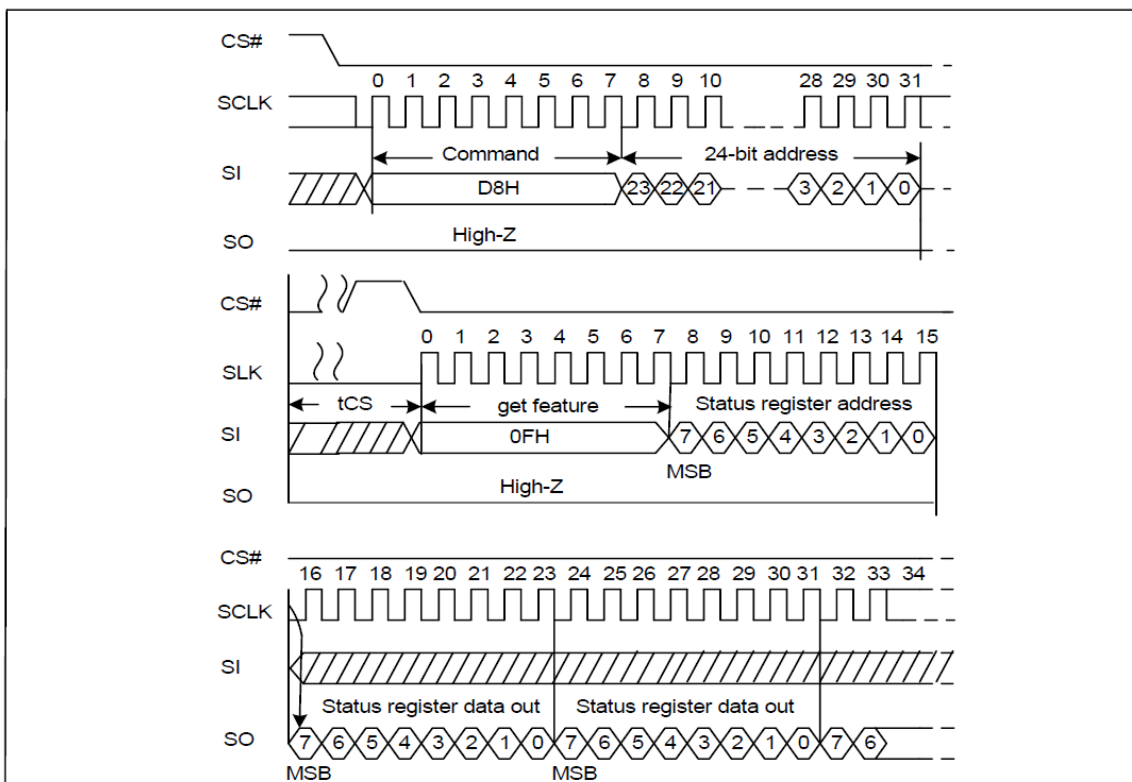 CS#
0 1 2 3 4 5 6 7 8 9 10 28 29 30 31
SCLK
Command 24-bit address
SI
D8H 23 22 21 3 2 1 0
High-Z
SO
CS#
0 1 2 3 4 5 6 7 8 9 10 11 12 13 14 15
SLK
tCS get feature Status register address
SI
0FH 7 6 5 4 3 2 1 0
MSB
High-Z
SO
CS#
16 17 18 19 20 21 22 23 24 25 26 27 28 29 30 31 32 33 34
SCLK
SI
Status register data out Status register data out
SO
7 6 5 4 3 2 1 0 7 6 5 4 3 2 1 0 7 6
MSB MSB